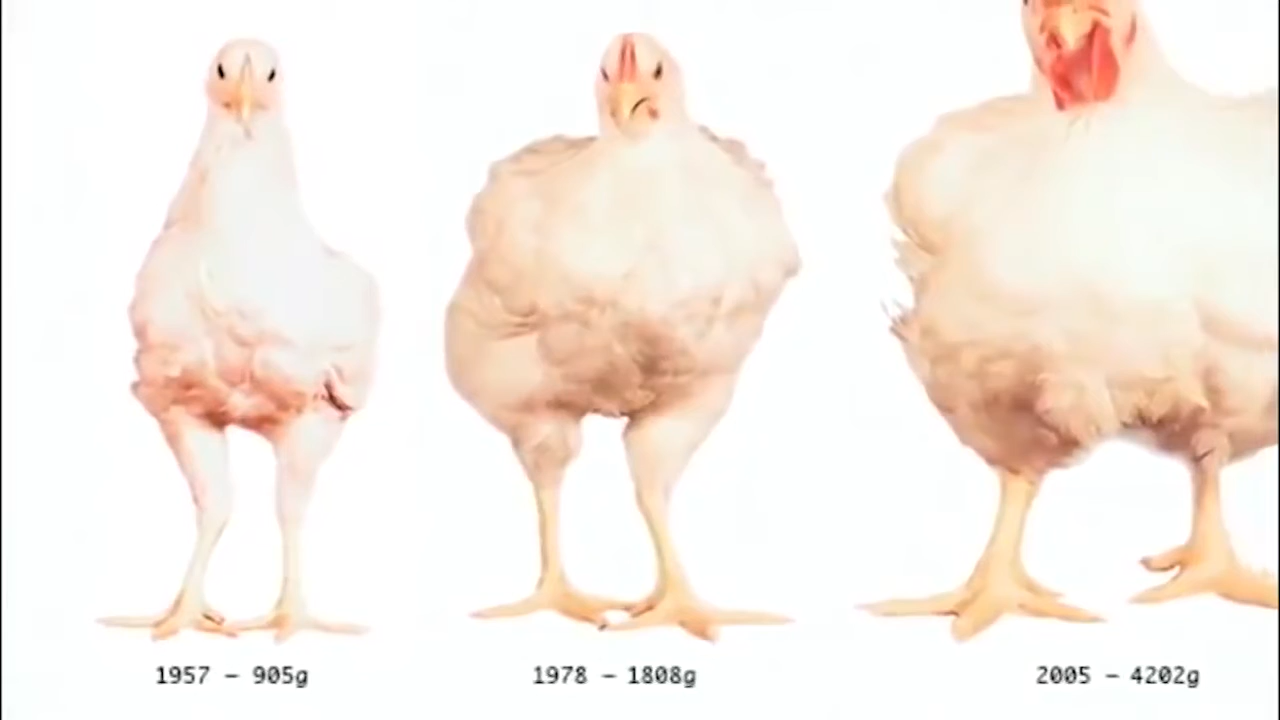 1957 – 905g
1978 – 1808g
2005 – 4202g